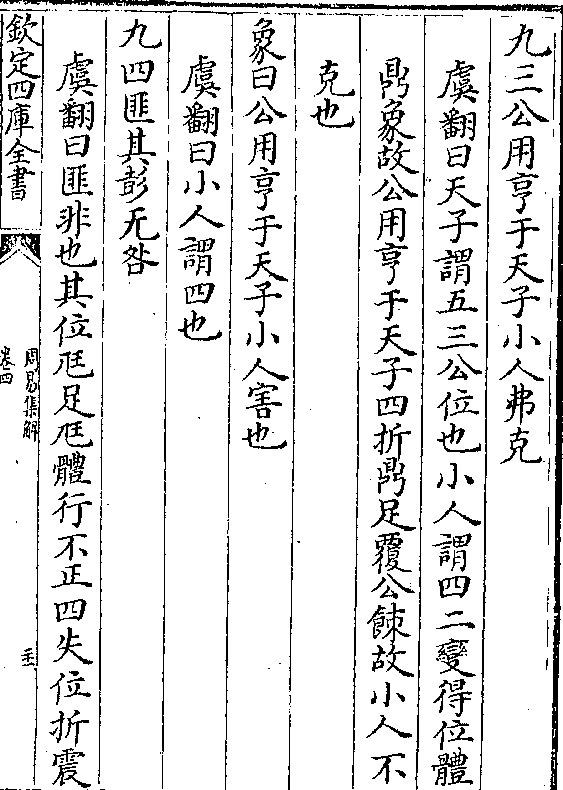 九三公用亨于天子小人弗克
虞翻曰天子謂五三公位也小人謂四二變得位體
鼎象故公用亨于天子四折鼎足覆公餗故小人不
克也
象曰公用亨于天子小人害也
虞翻曰小人謂四也
九四匪其彭无咎
虞翻曰匪非也其位尫足尫體行不正四失位折震
欽定四庫全書
周易集解
卷四